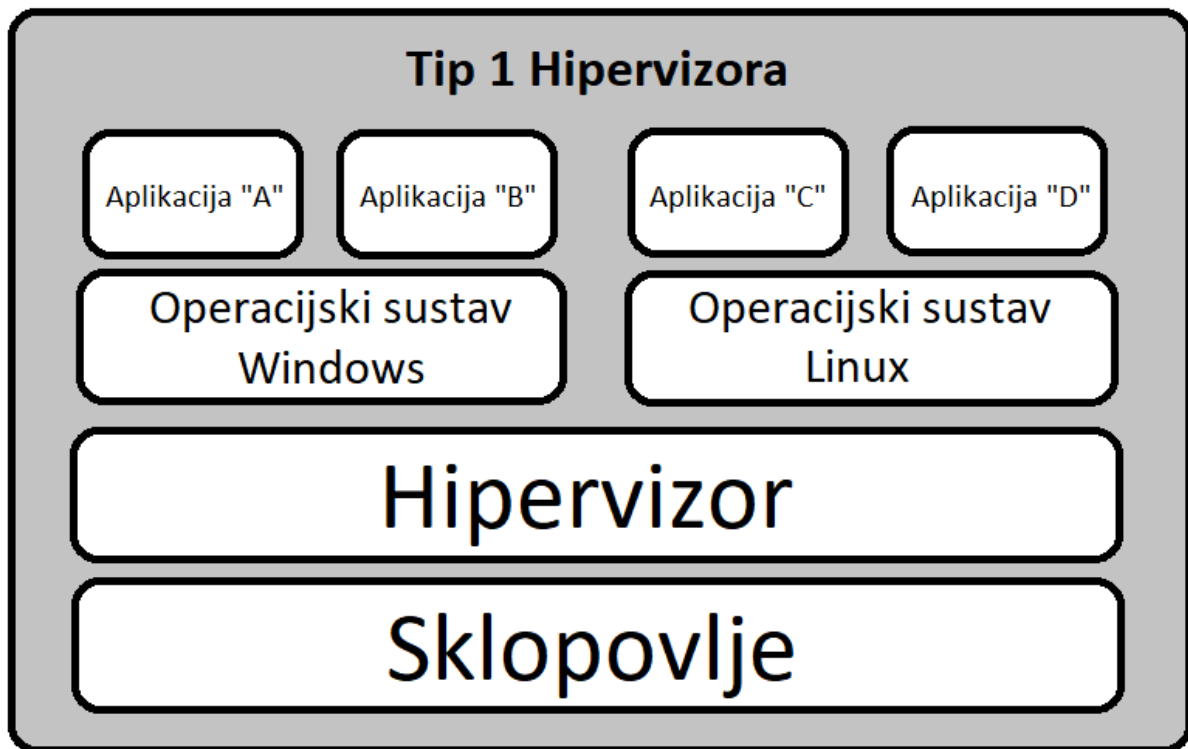 Tip 1 Hipervizora
Aplikacija "A"
Aplikacija "B"
Aplikacija "C"
Aplikacija "D"
Operacijski sustav
Windows
Operacijski sustav
Linux
Hipervizor
Sklopovlje